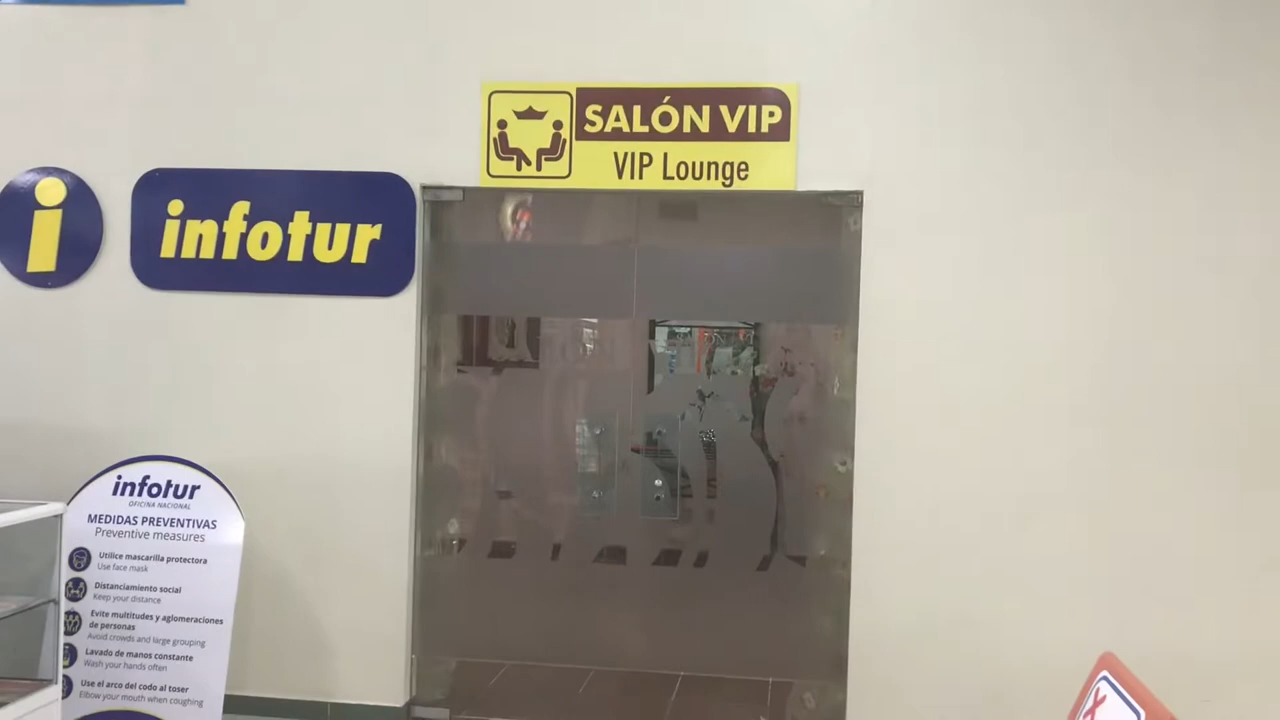 SALÓN VIP
VIP Lounge
i
infotur
infotur
OFICINA NACIONAL
MEDIDAS PREVENTIVAS
Preventive measures
Utilice mascarilla protectora
Use face mask
Distanciamiento social
Keep your distance
Evite multitudes y aglomeraciones
de personas
Avoid crowds and large grouping
Lavado de manos constante
Wash your hands often
Use el arco del codo al toser
Elbow your mouth when coughing